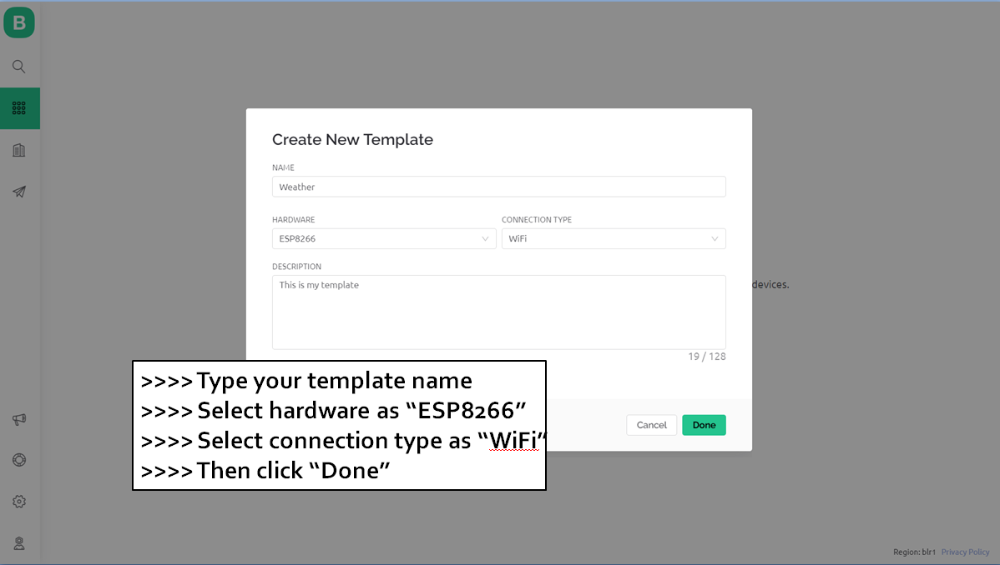 B
Create New Template
NAME
Weather
HARDWARE
CONNECTION TYPE
ESP8266
WiFi
DESCRIPTION
This is my template
devices.
19 / 128
>>>> Type your template name
>>>> Select hardware as “ESP8266”
>>>> Select connection type as “WiFi”
>>>> Then click “Done”
Cancel
Done
Region: blr1 Privacy Policy